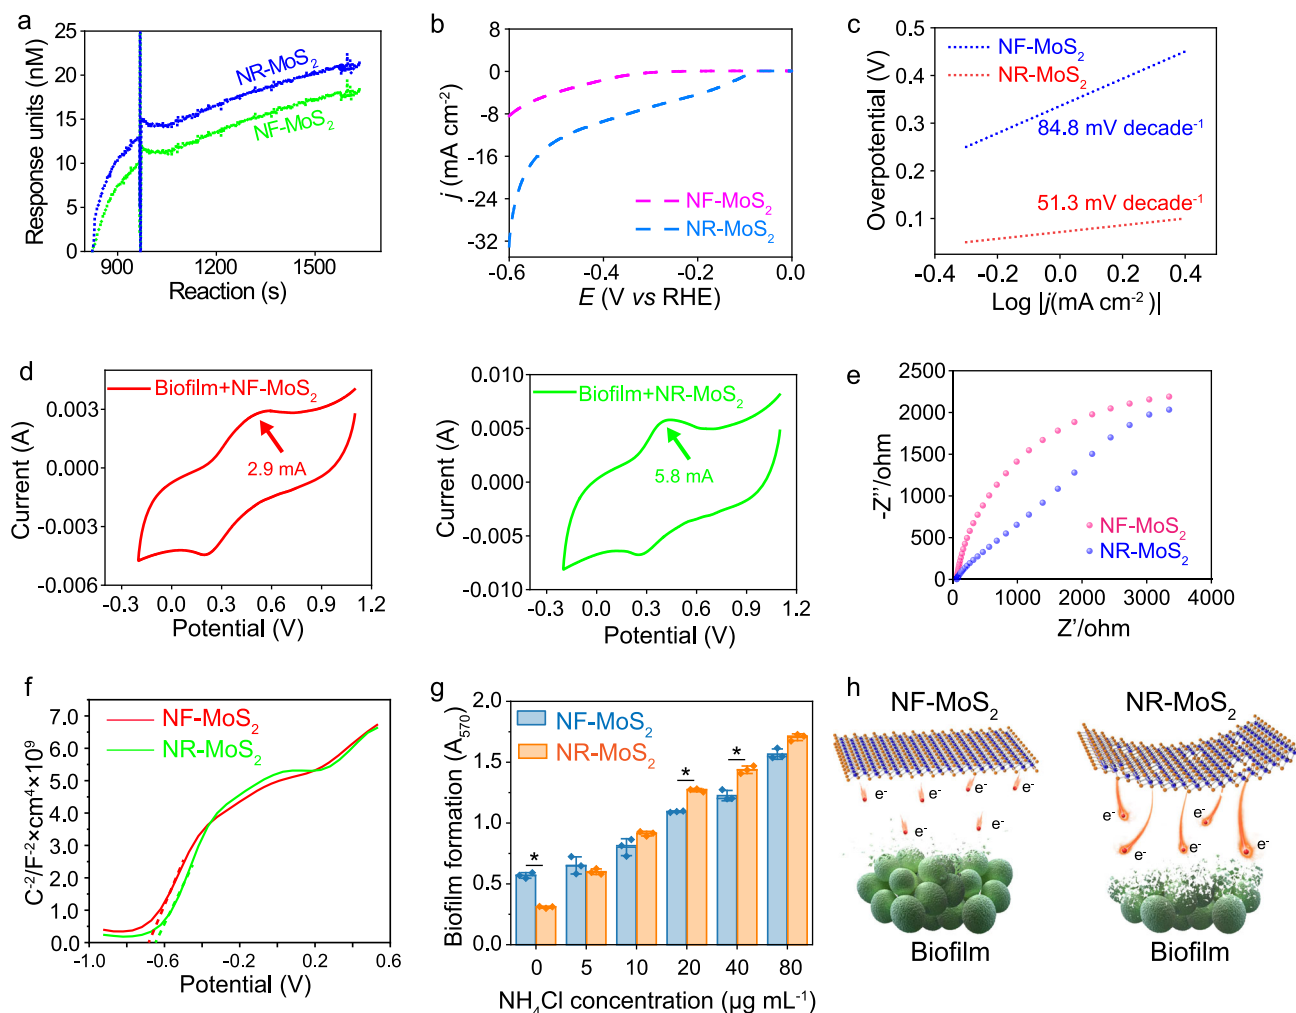 a
Response units (nM)
25
20
15
10
5
0
NR-MoS₂
NF-MoS₂
900 1200 1500
Reaction (s)
b
j (mA cm⁻²)
0
-8
-16
-24
-32
NF-MoS₂
NR-MoS₂
-0.6 -0.4 -0.2 0.0
E (V vs RHE)
c
Overpotential (V)
0.5
0.4
0.3
0.2
0.1
NF-MoS₂
NR-MoS₂
84.8 mV decade⁻¹
51.3 mV decade⁻¹
-0.4 -0.2 0.0 0.2 0.4
Log |j(mA cm⁻²)|
d
Current (A)
0.003
0.000
-0.003
-0.006
Biofilm+NF-MoS₂
2.9 mA
-0.3 0.0 0.3 0.6 0.9 1.2
Potential (V)
Current (A)
0.010
0.005
0.000
-0.005
-0.010
Biofilm+NR-MoS₂
5.8 mA
-0.3 0.0 0.3 0.6 0.9 1.2
Potential (V)
e
-Z''/ohm
2500
2000
1500
1000
500
0
NF-MoS₂
NR-MoS₂
0 1000 2000 3000 4000
Z'/ohm
f
C⁻²/F⁻²×cm⁴×10⁹
7.0
6.0
5.0
4.0
3.0
2.0
1.0
0.0
NF-MoS₂
NR-MoS₂
-1.0 -0.6 -0.2 0.2 0.6
Potential (V)
g
Biofilm formation (A₅₇₀)
2.0
1.5
1.0
0.5
0.0
NF-MoS₂
NR-MoS₂
* * *
0 5 10 20 40 80
NH₄Cl concentration (µg mL⁻¹)
h
NF-MoS₂
e⁻ e⁻ e⁻ e⁻
e⁻ e⁻
Biofilm
NR-MoS₂
e⁻ e⁻ e⁻
e⁻ e⁻ e⁻
Biofilm